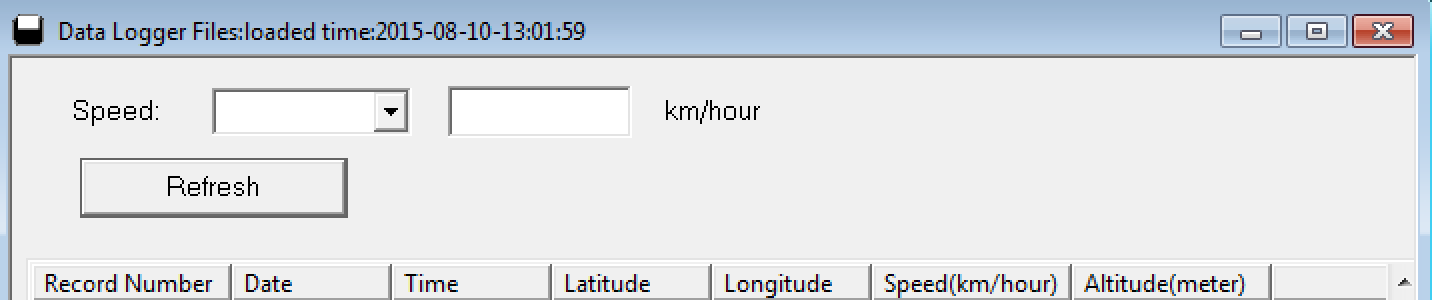 Data Logger Files:loaded time:2015-08-10-13:01:59
Speed: km/hour
Refresh
Record Number Date Time Latitude Longitude Speed(km/hour) Altitude(meter)